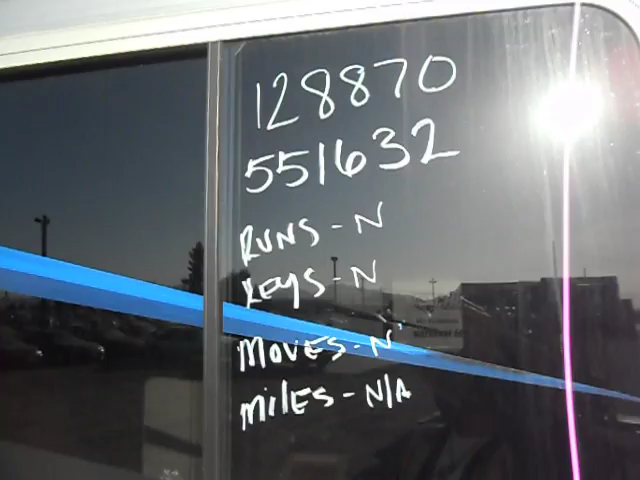 128870
551632
RUNS - N
Keys - N
MOVES - N
MilES - N/A